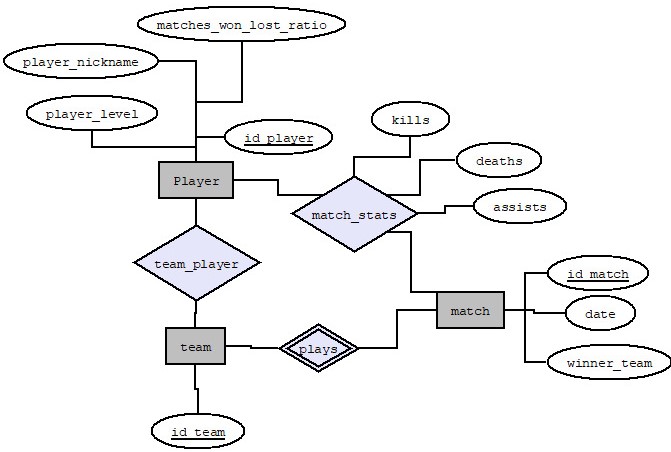 matches_won_lost_ratio
player_nickname
player_level
id_player
kills
deaths
assists
Player
match_stats
team_player
id_match
date
winner_team
match
team
plays
id_team